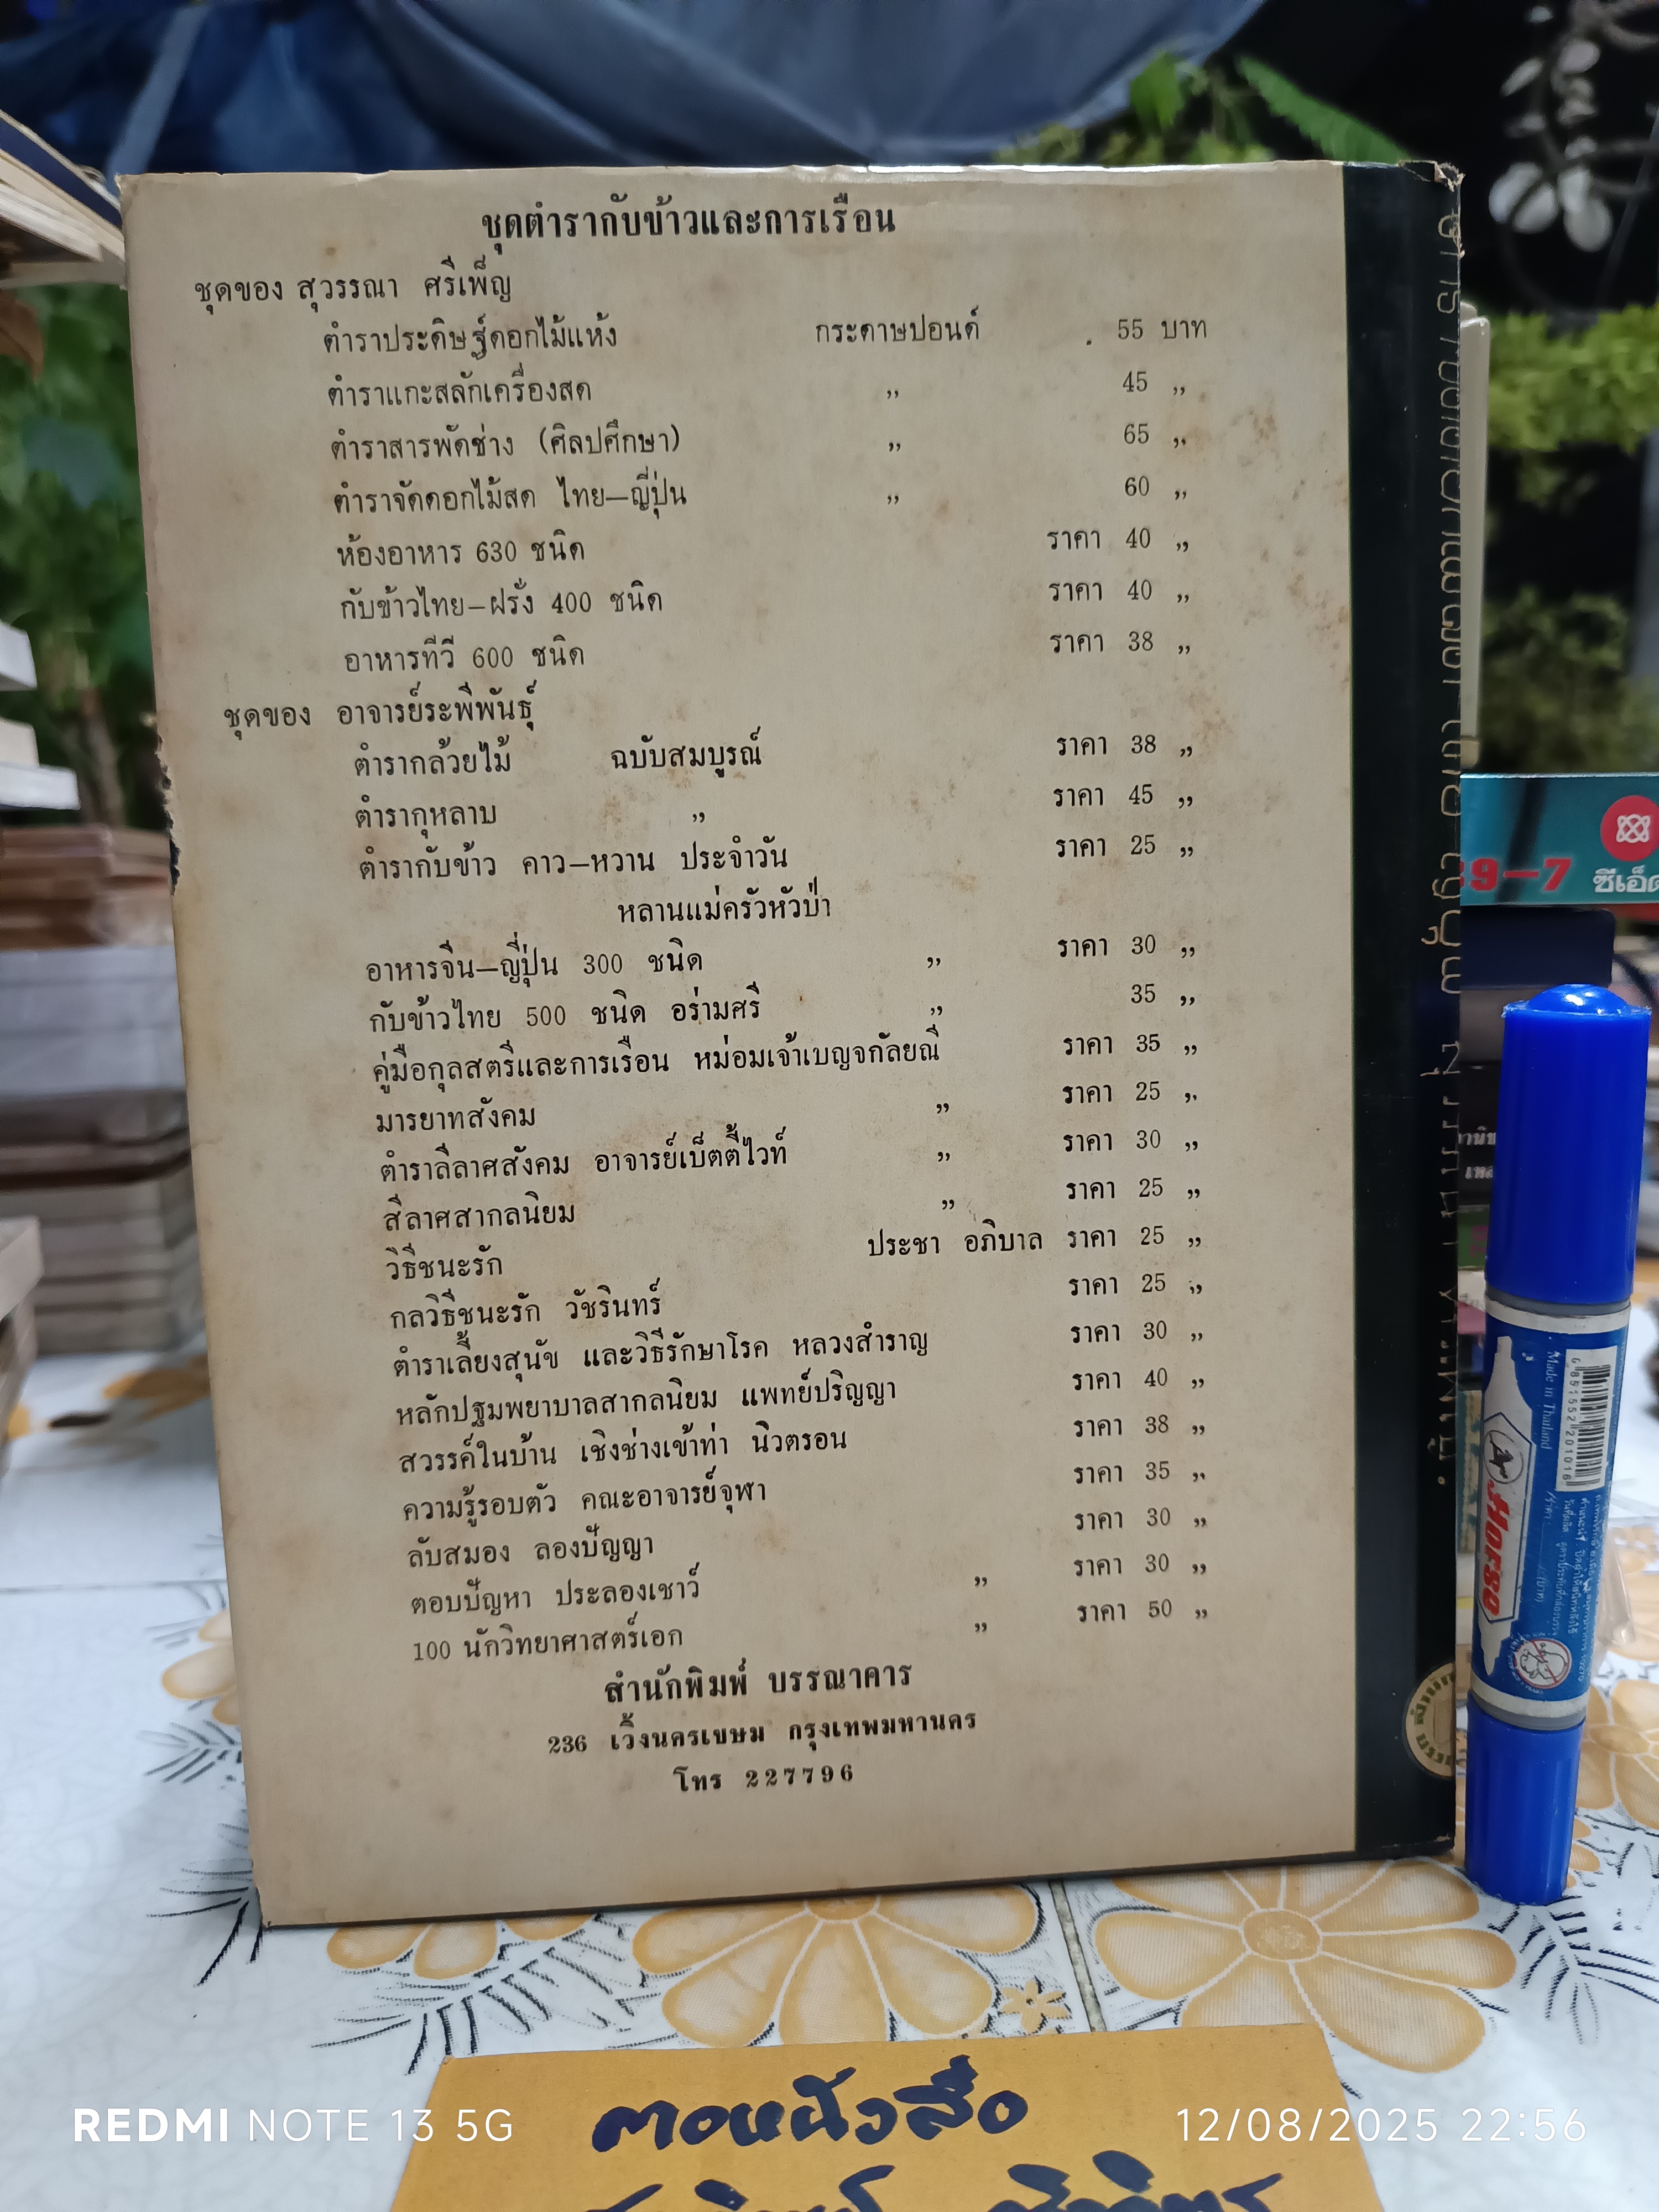 ชุดตำรากับข้าวและการเรือน
ชุดของ สุวรรณา ศรีเพ็ญ
ตำราประดิษฐ์ดอกไม้แห้ง กระดาษปอนด์ 55 บาท
ตำราแกะสลักเครื่องสด ,, 45 ,,
ตำราสารพัดช่าง (ศิลปศึกษา) ,, 65 ,,
ตำราจัดดอกไม้สด ไทย—ญี่ปุ่น ,, 60 ,,
ห้องอาหาร 630 ชนิด ราคา 40 ,,
กับข้าวไทย—ฝรั่ง 400 ชนิด ราคา 40 ,,
อาหารทีวี 600 ชนิด ราคา 38 ,,
ชุดของ อาจารย์ระพีพันธุ์
ตำรากล้วยไม้ ฉบับสมบูรณ์ ราคา 38 ,,
ตำรากุหลาบ ,, ราคา 45 ,,
ตำรากับข้าว คาว—หวาน ประจำวัน ราคา 25 ,,
หลานแม่ครัวหัวป่า
อาหารจีน—ญี่ปุ่น 300 ชนิด ,, ราคา 30 ,,
กับข้าวไทย 500 ชนิด อร่ามศรี ,, 35 ,,
คู่มือกุลสตรีและการเรือน หม่อมเจ้าเบญจกัลยณี ราคา 35 ,,
มารยาทสังคม ,, ราคา 25 ,,
ตำราลีลาศสังคม อาจารย์เบ็ตตี้ไวท์ ,, ราคา 30 ,,
ลีลาศสากลนิยม ,, ราคา 25 ,,
วิธีชนะรัก ประชา อภิบาล ราคา 25 ,,
กลวิธีชนะรัก วัชรินทร์ ราคา 25 ,,
ตำราเลี้ยงสุนัข และวิธีรักษาโรค หลวงสำราญ ราคา 30 ,,
หลักปฐมพยาบาลสากลนิยม แพทย์ปริญญา ราคา 40 ,,
สวรรค์ในบ้าน เชิงช่างเข้าท่า นิวตรอน ราคา 38 ,,
ความรู้รอบตัว คณะอาจารย์จุฬา ราคา 35 ,,
ลับสมอง ลองปัญญา ราคา 30 ,,
ตอบปัญหา ประลองเชาว์ ,, ราคา 30 ,,
100 นักวิทยาศาสตร์เอก ,, ราคา 50 ,,
สำนักพิมพ์ บรรณาคาร
236 เวิ้งนครเขษม กรุงเทพมหานคร
โทร 227796
39-7
ซีเอ็ด
Made in Thailand
6851552201016
Horse
REDMI NOTE 13 5G
12/08/2025 22:56